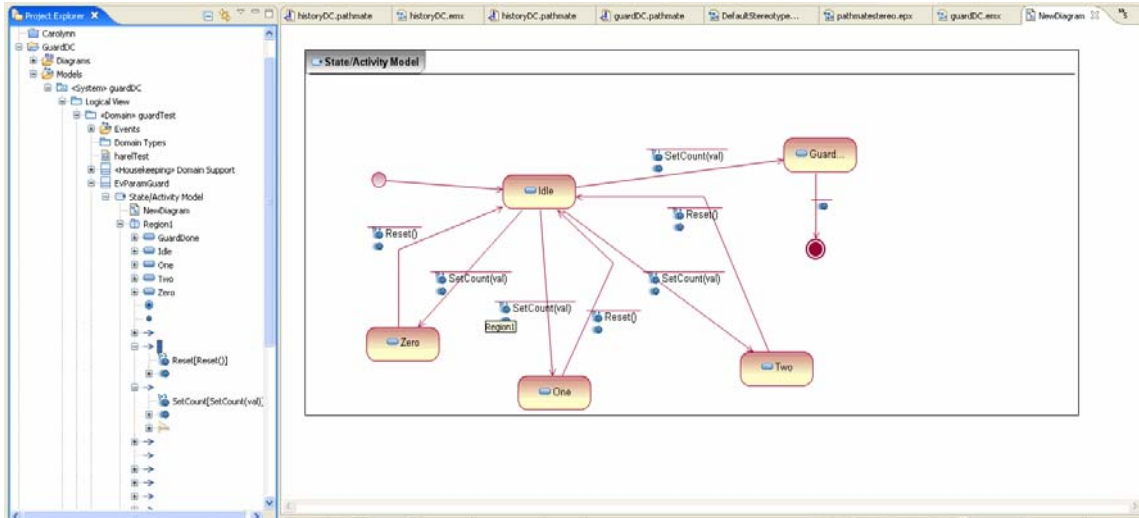 Project Explorer
historyDC.pathmate
historyDC.emx
historyDC.pathmate
guardDC.pathmate
DefaultStereotype...
pathmatestereo.epx
guardDC.emx
NewDiagram
Carolynn
GuardDC
Diagrams
Models
«System» guardDC
Logical View
«Domain» guardTest
Events
Domain Types
harelTest
«Housekeeping» Domain Support
EvParamGuard
State/Activity Model
NewDiagram
Region1
GuardDone
Idle
One
Two
Zero
Reset[Reset()]
SetCount[SetCount(val)
State/Activity Model
SetCount(val)
Guard...
Idle
Reset()
Reset()
SetCount(val)
SetCount(val)
SetCount(val)
Reset()
Region1
Zero
Two
One